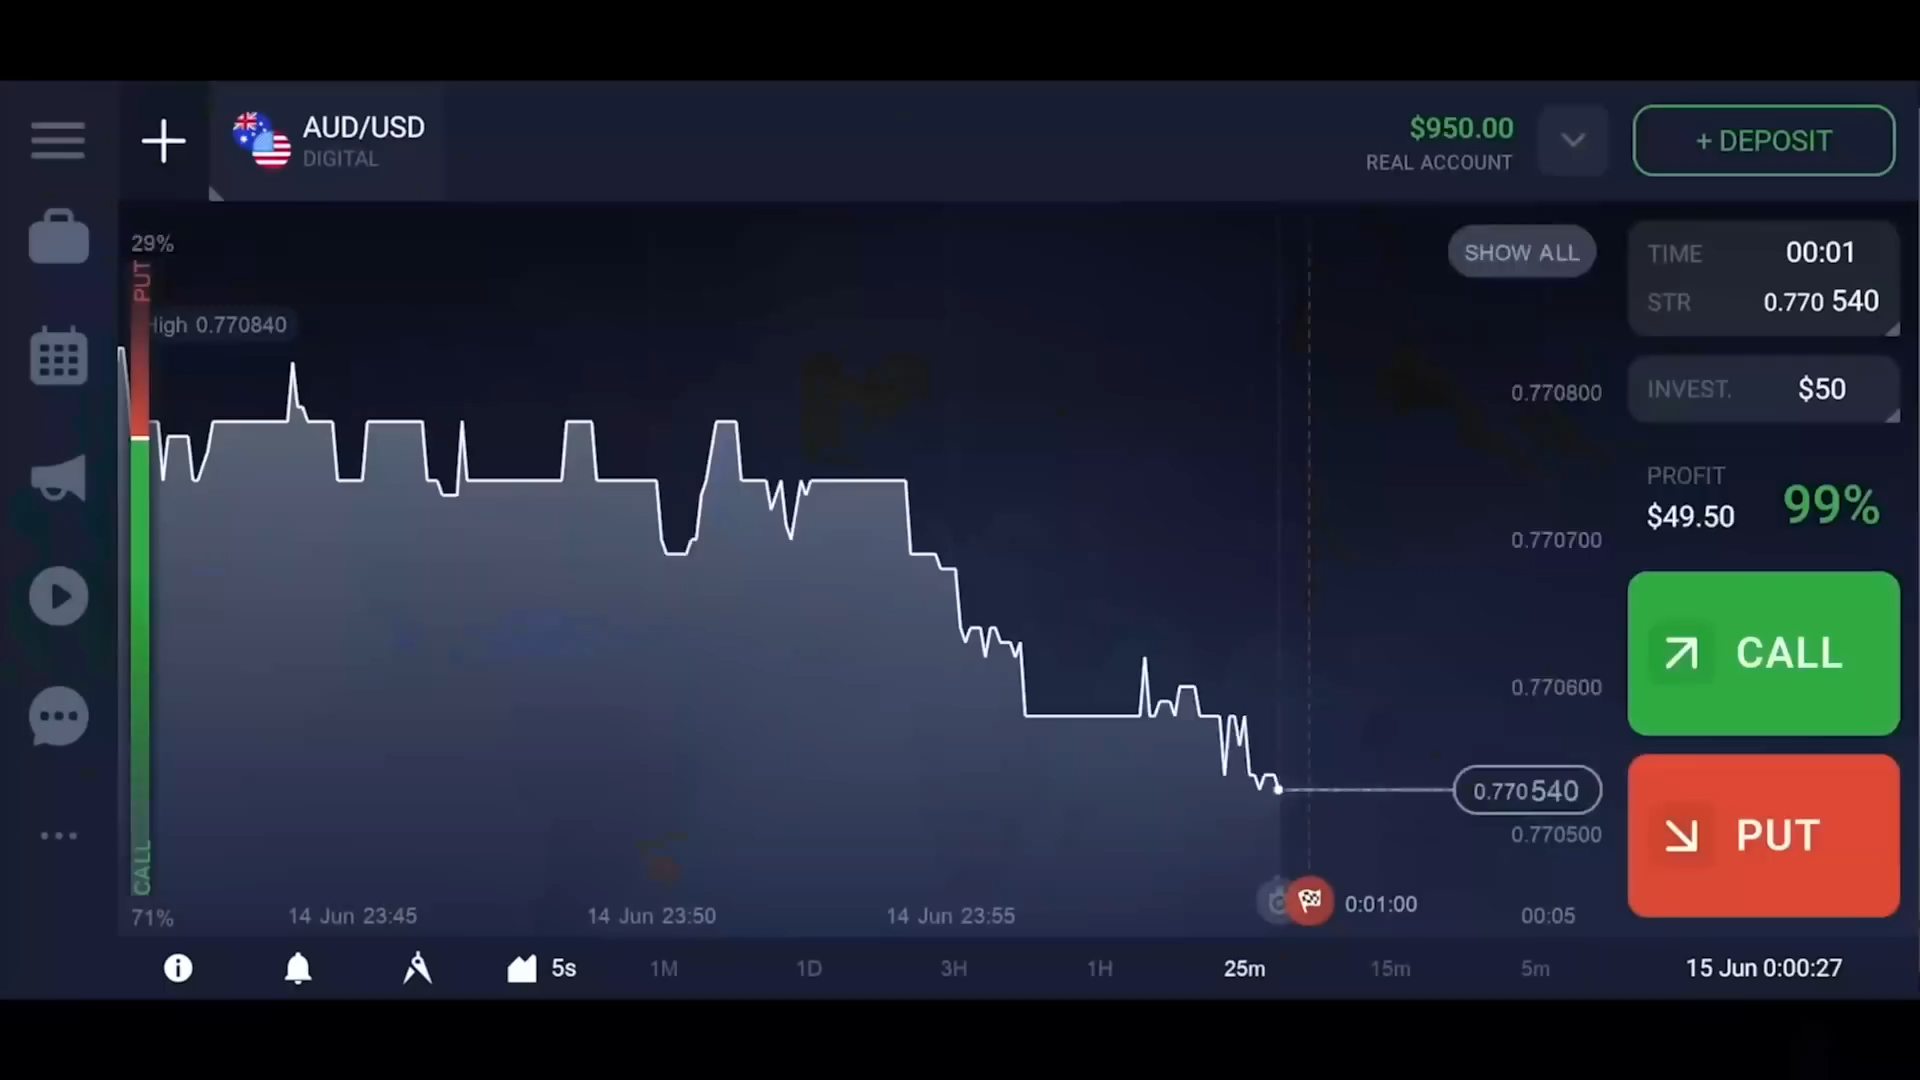 AUD/USD
DIGITAL
$950.00
REAL ACCOUNT
+ DEPOSIT
29%
PUT
High 0.770840
SHOW ALL
TIME 00:01
STR 0.770 540
INVEST. $50
PROFIT
$49.50
99%
CALL
PUT
0.770800
0.770700
0.770600
0.770540
0.770500
CALL
71%
14 Jun 23:45
14 Jun 23:50
14 Jun 23:55
0:01:00
00:05
5s
1M
1D
3H
1H
25m
15m
5m
15 Jun 0:00:27